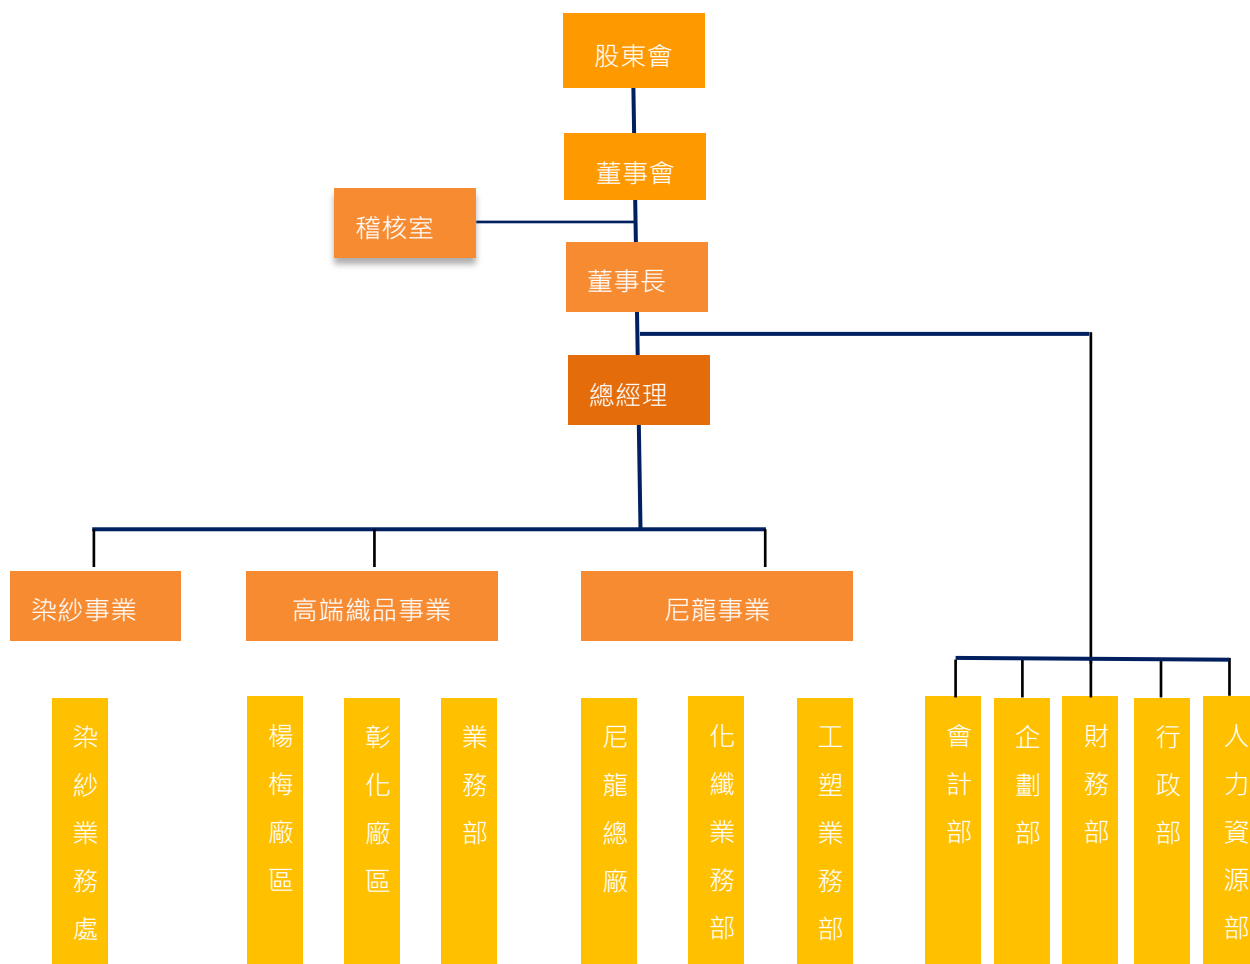 股東會
董事會
稽核室
董事長
總經理
染紗事業
高端織品事業
尼龍事業
染紗業務處
楊梅廠區
彰化廠區
業務部
尼龍總廠
化纖業務部
工塑業務部
會計部
企劃部
財務部
行政部
人力資源部